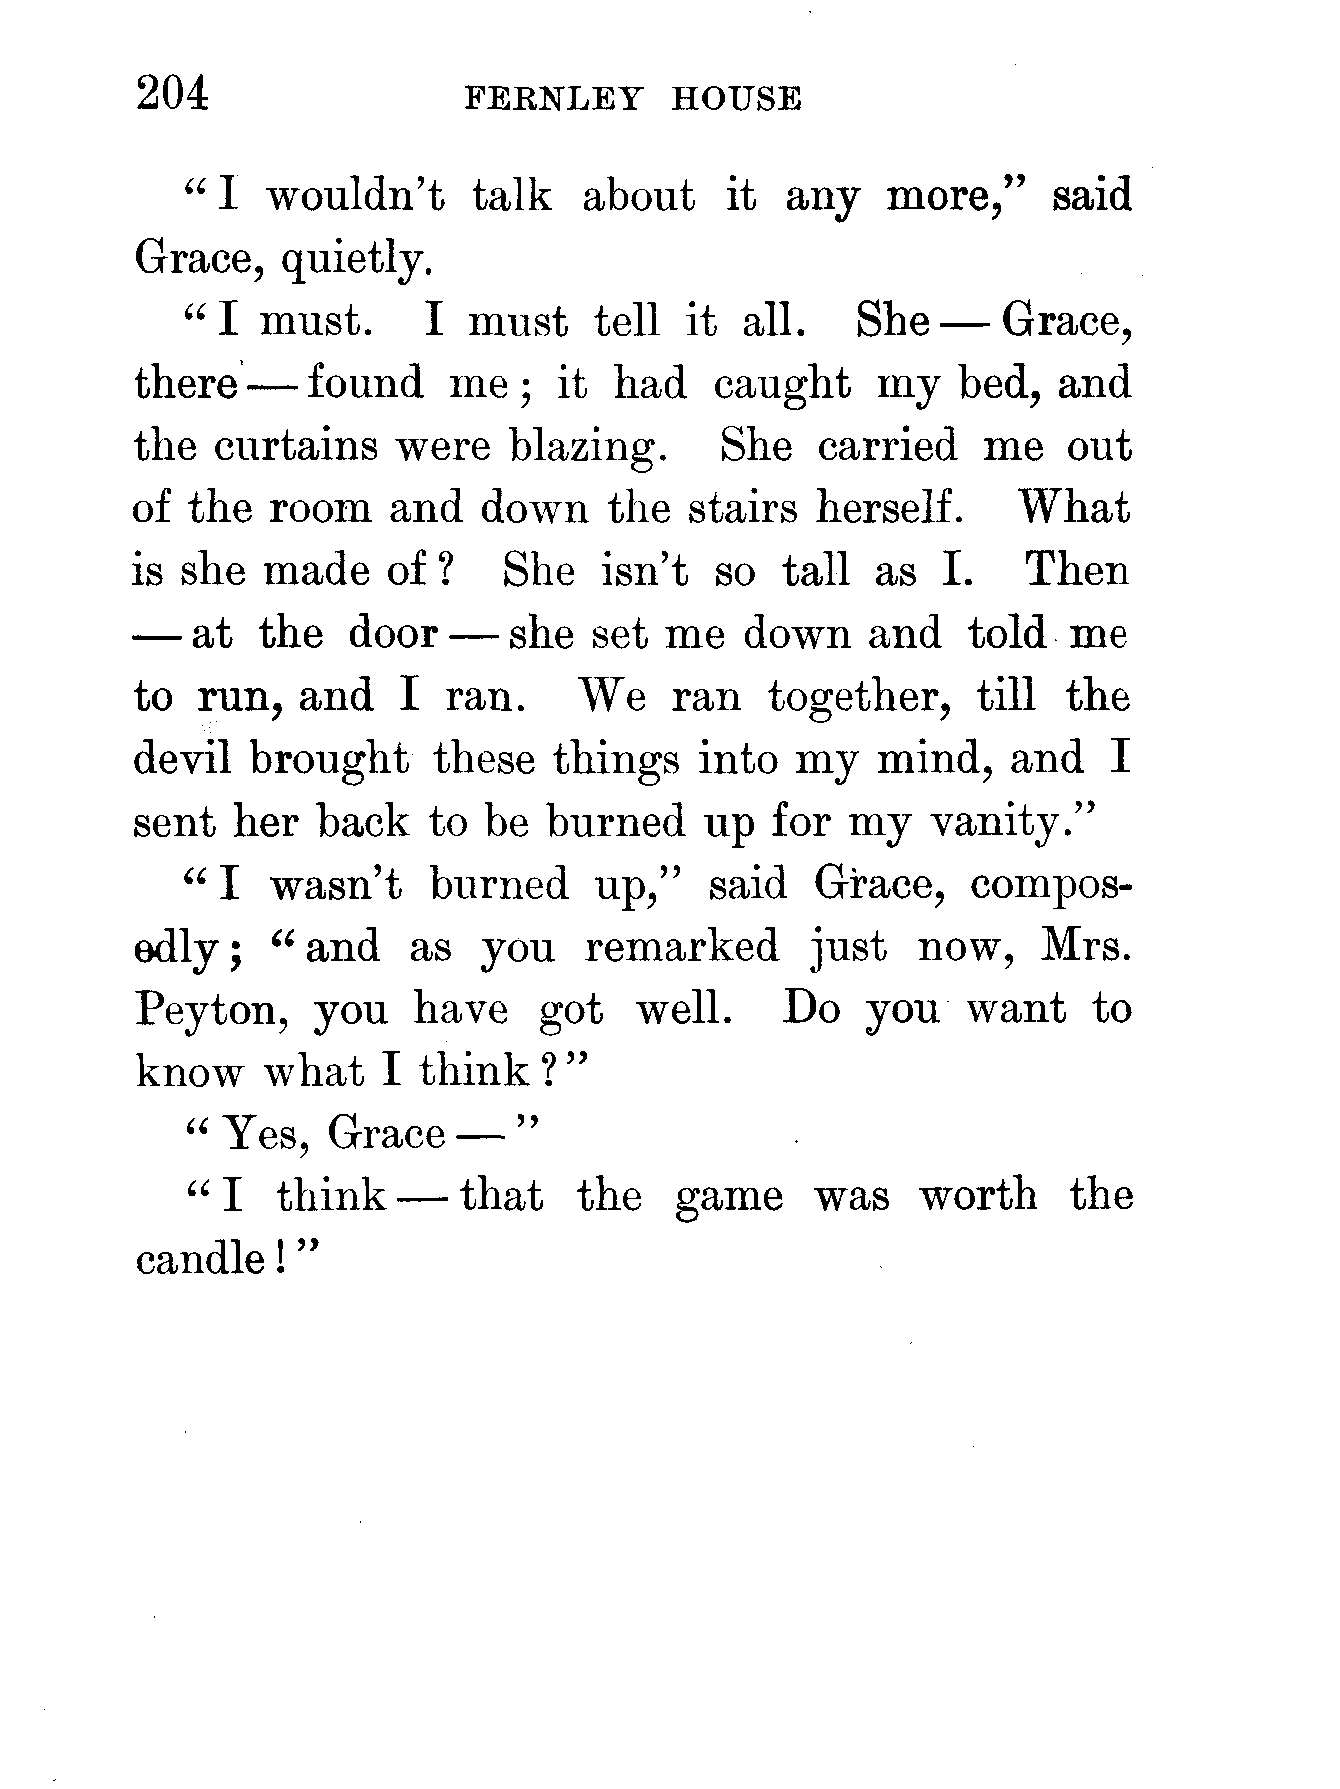 204 FERNLEY HOUSE
"I wouldn't talk about it any more," said
Grace, quietly.
"I must. I must tell it all. She — Grace,
there — found me; it had caught my bed, and
the curtains were blazing. She carried me out
of the room and down the stairs herself. What
is she made of? She isn't so tall as I. Then
— at the door — she set me down and told me
to run, and I ran. We ran together, till the
devil brought these things into my mind, and I
sent her back to be burned up for my vanity."
"I wasn't burned up," said Grace, compos-
edly; "and as you remarked just now, Mrs.
Peyton, you have got well. Do you want to
know what I think?"
"Yes, Grace — "
"I think — that the game was worth the
candle!"